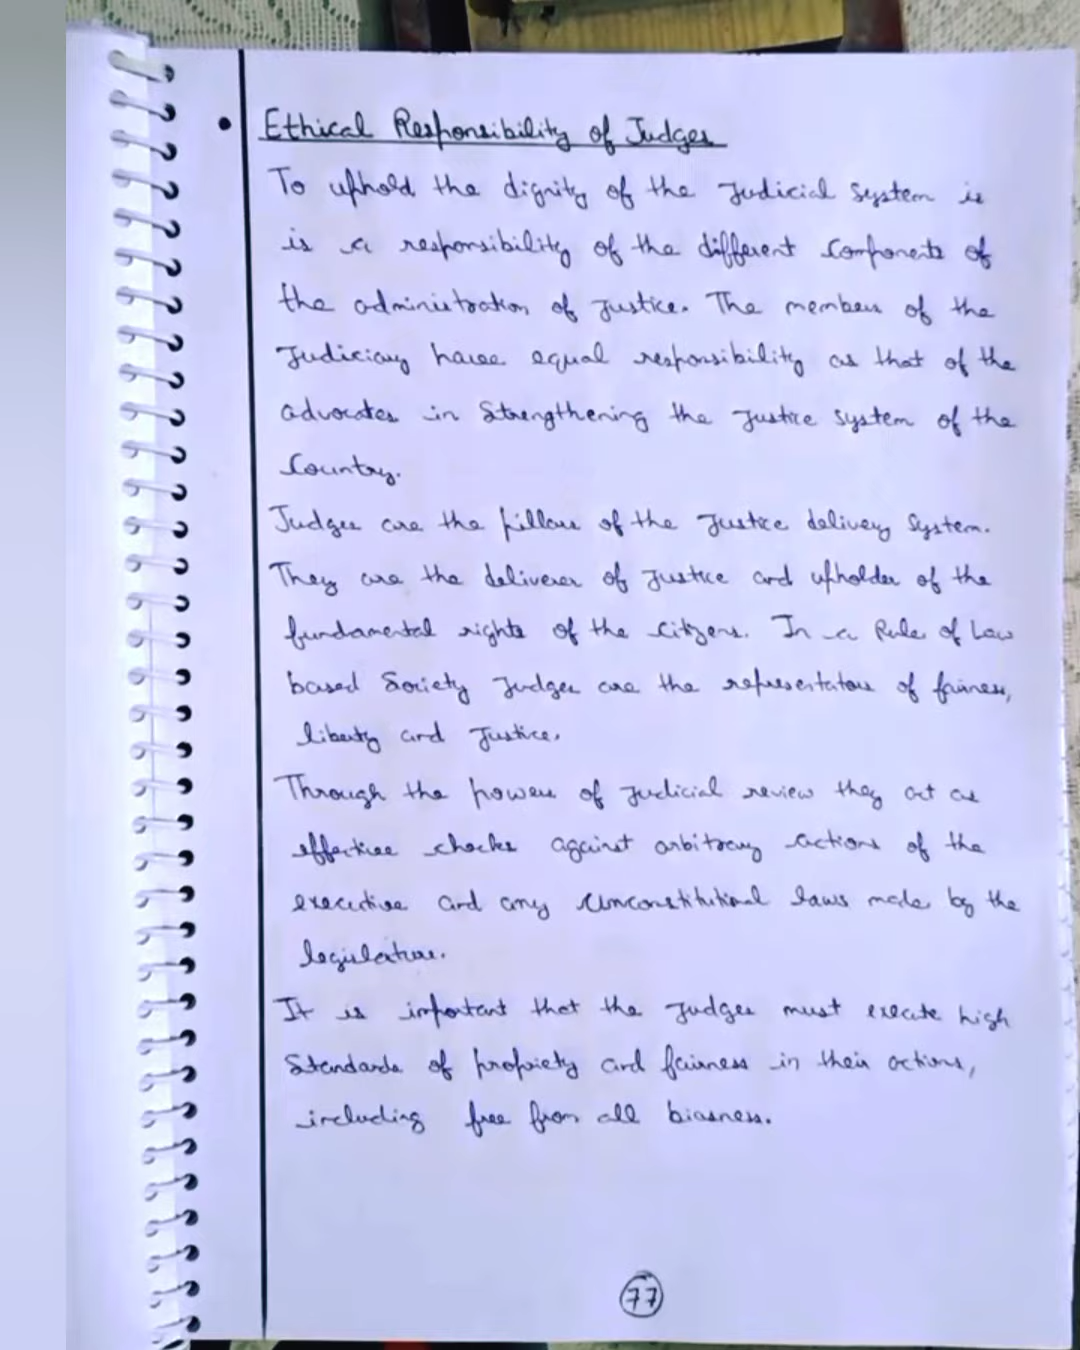 • Ethical Responsibility of Judges
To uphold the dignity of the Judicial System is
is a responsibility of the different Components of
the administration of Justice. The members of the
Judiciary have equal responsibility as that of the
advocates in Strengthening the Justice System of the
Country.
Judges are the pillars of the Justice delivery System.
They are the deliverer of Justice and upholder of the
fundamental rights of the Citizens. In a Rule of Law
based Society Judges are the representators of fairness,
liberty and Justice.
Through the powers of Judicial review they act as
effective checks against arbitrary actions of the
executive and any Unconstitutional laws made by the
legislature.
It is important that the Judges must execute high
Standards of propriety and fairness in their actions,
including free from all biasness.
77